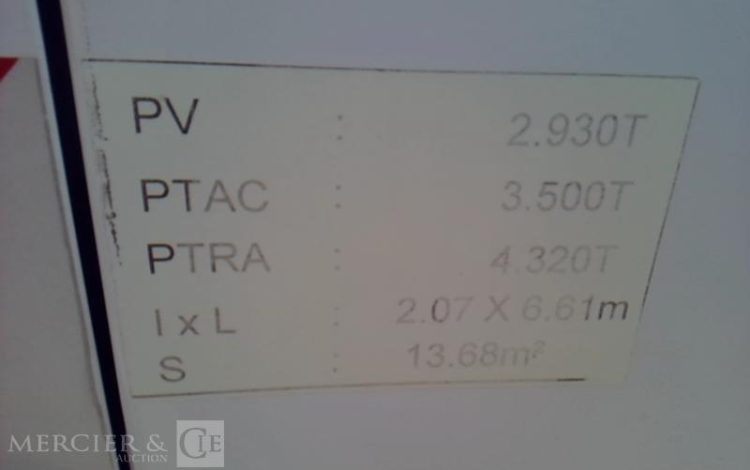 PV : 2.930T
PTAC : 3.500T
PTRA : 4.320T
l x L : 2.07 X 6.61m
S : 13.68m²
MERCIER & CIE
AUCTION